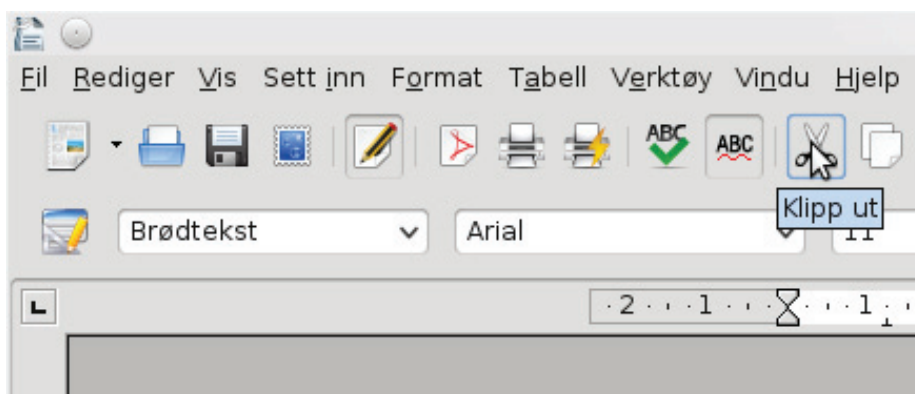 Fil Rediger Vis Sett inn Format Tabell Verktøy Vindu Hjelp
ABC ABC
Klipp ut
Brødtekst Arial 11
· 2 · ı · 1 · ı · · ı · 1 · ı